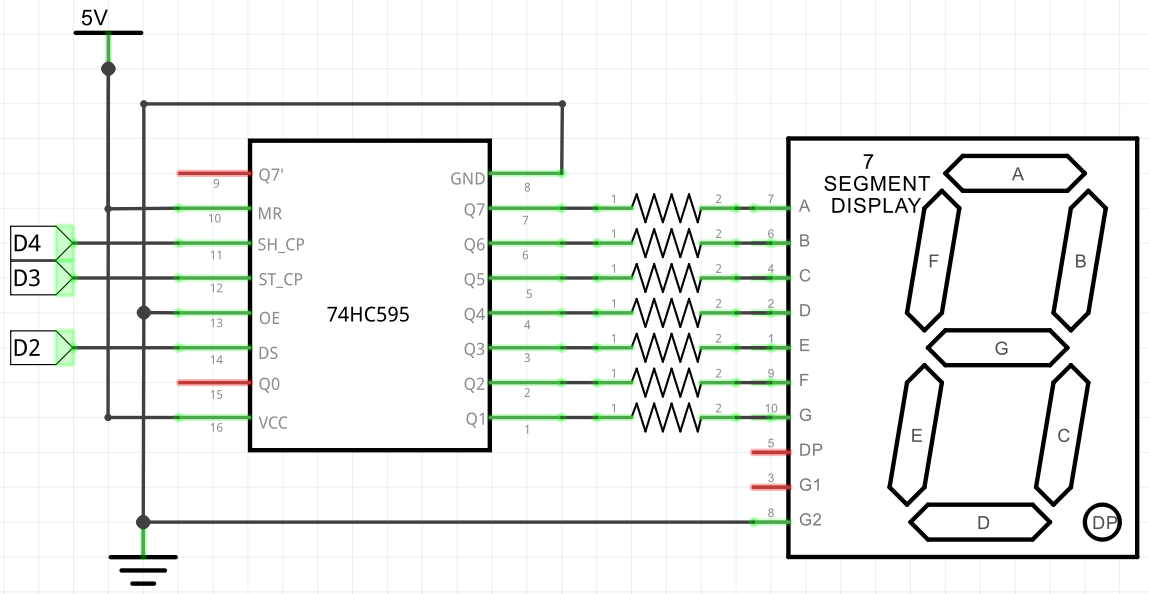 5V
D4
D3
D2
9
10
11
12
13
14
15
16
Q7'
MR
SH_CP
ST_CP
OE
DS
Q0
VCC
74HC595
GND
Q7
Q6
Q5
Q4
Q3
Q2
Q1
8
7
6
5
4
3
2
1
1 2
1 2
1 2
1 2
1 2
1 2
1 2
7 A
6 B
4 C
2 D
1 E
9 F
10 G
5 DP
3 G1
8 G2
7
SEGMENT
DISPLAY
A
F
B
G
E
C
D
DP